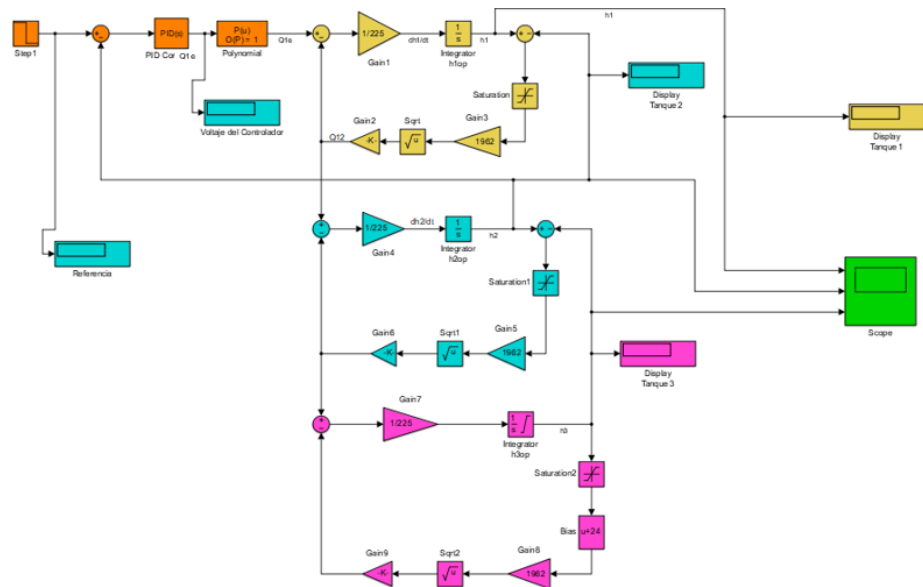 h1
Step1
PID(s)
PID Cor
Q1e
P(u)
O(P) = 1
Polynomial
Q1e
1/225
Gain1
dh1/dt
1
s
Integrator
h1op
h1
Display
Tanque 2
Voltaje del Controlador
Saturation
Gain2
Sqrt
Gain3
Q12
-K-
√u
1962
Display
Tanque 1
1/225
Gain4
dh2/dt
1
s
Integrator
h2op
h2
Referencia
Saturation1
Scope
Gain6
Sqrt1
Gain5
-K-
√u
1962
Display
Tanque 3
Gain7
1/225
1
s
Integrator
h3op
h3
Saturation2
Bias
u+24
Gain9
Sqrt2
Gain8
-K-
√u
1962